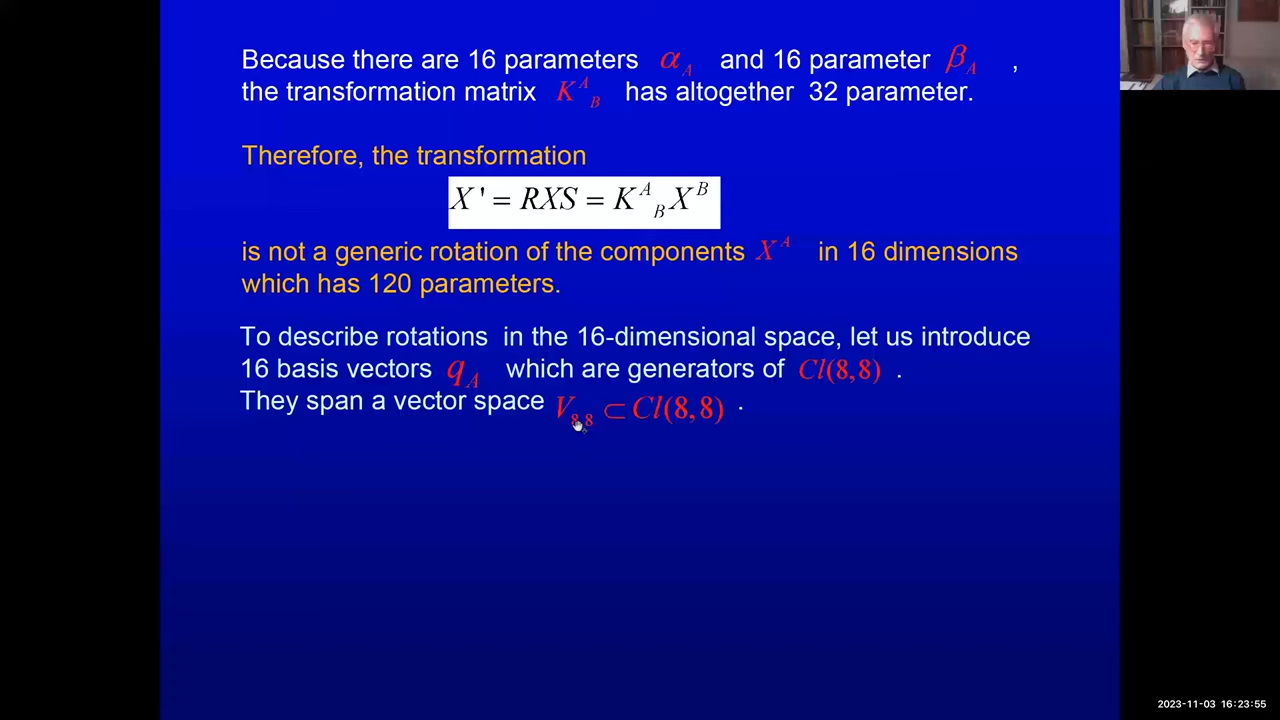 Because there are 16 parameters α_A and 16 parameter β_A ,
the transformation matrix K^A_B has altogether 32 parameter.
Therefore, the transformation
X' = RXS = K^A_B X^B
is not a generic rotation of the components X^A in 16 dimensions
which has 120 parameters.
To describe rotations in the 16-dimensional space, let us introduce
16 basis vectors q_A which are generators of Cl(8,8) .
They span a vector space V_8,8 ⊂ Cl(8,8) .
2023-11-03 16:23:55